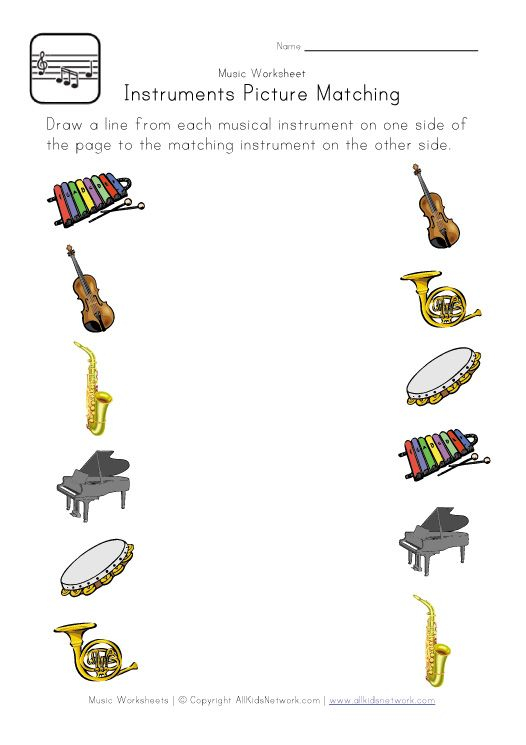 Name
Music Worksheet
Instruments Picture Matching
Draw a line from each musical instrument on one side of
the page to the matching instrument on the other side.
Music Worksheets | © Copyright AllKidsNetwork.com | www.allkidsnetwork.com